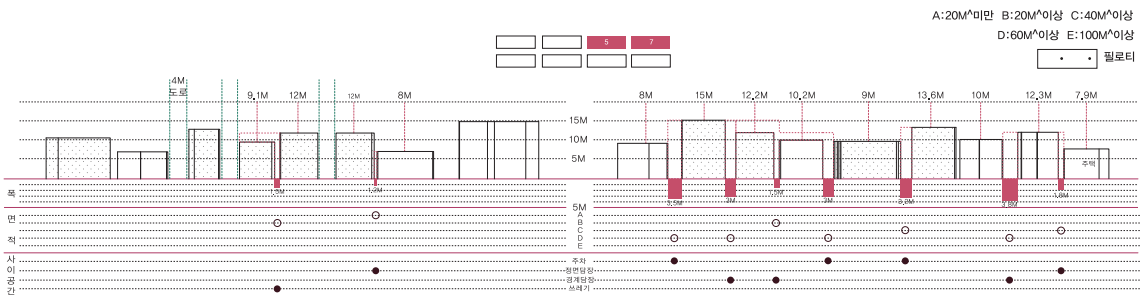 A:20M^미만 B:20M^이상 C:40M^이상
D:60M^이상 E:100M^이상
필로티
5 7
4M
도로
9.1M 12M 12M 8M
8M 15M 12.2M 10.2M 9M 13.6M 10M 12.3M 7.9M
15M
10M
5M
주택
1.5M 1.2M
3.5M 3M 1.5M 3M 3.2M 3.8M 1.8M
폭
5M
면
적
A
B
C
D
E
사
이
공
간
주차
정면담장
경계담장
쓰레기